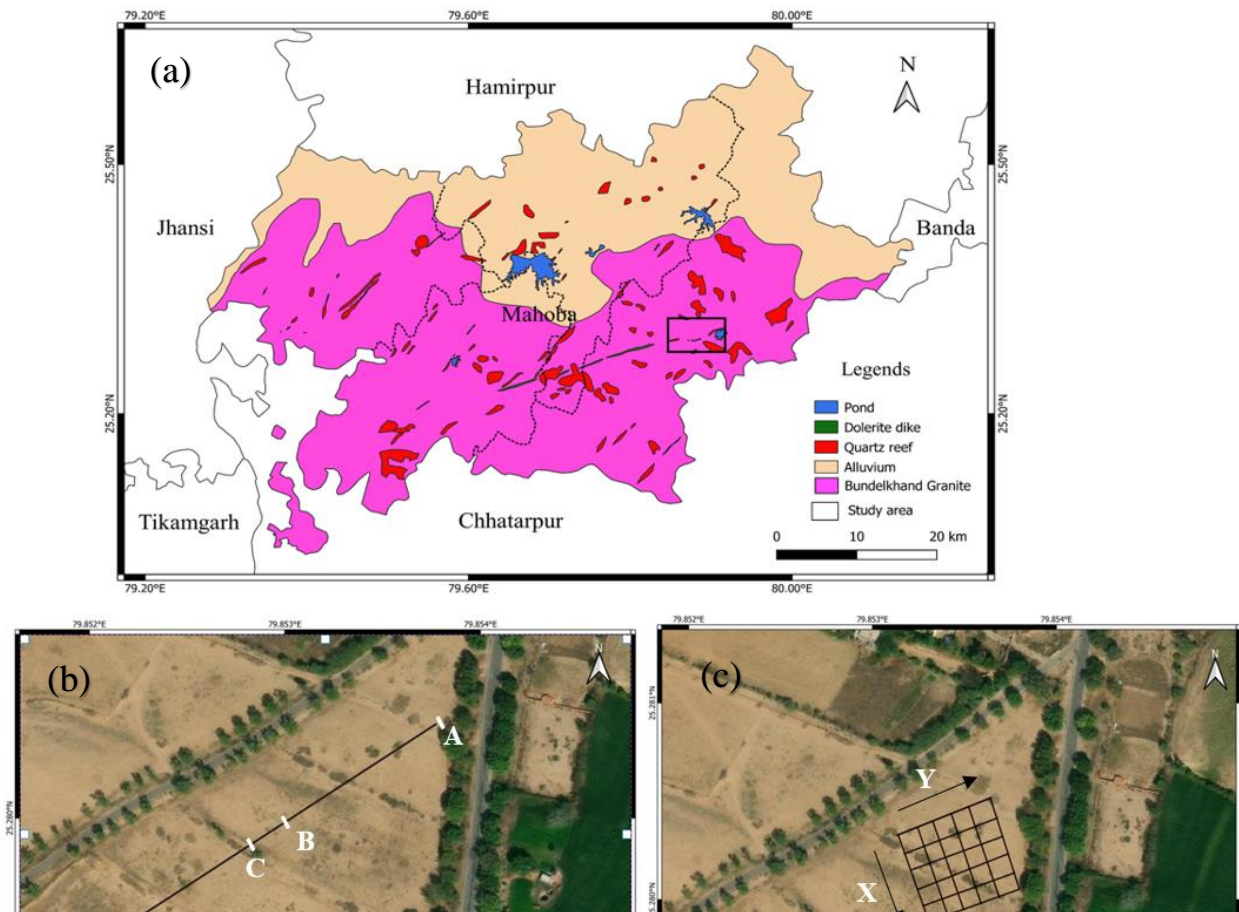 79.20°E 79.60°E 80.00°E
(a)
N
Hamirpur
25.50°N 25.50°N
Jhansi
Banda
Mahoba
Legends
Pond
25.20°N 25.20°N
Dolerite dike
Quartz reef
Alluvium
Bundelkhand Granite
Study area
Tikamgarh
Chhatarpur
0 10 20 km
79.20°E 79.60°E 80.00°E
79.852°E 79.853°E 79.854°E
(b)
N
A
25.280°N
B
C
79.852°E 79.853°E 79.854°E
(c)
N
25.281°N
Y
X
25.280°N